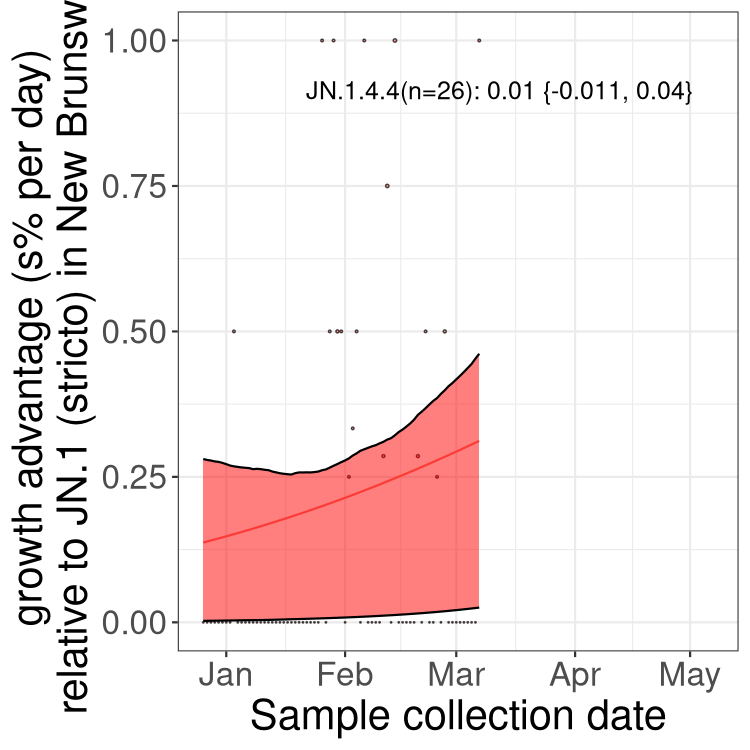 growth advantage (s% per day)
relative to JN.1 (stricto) in New Brunsw
1.00
0.75
0.50
0.25
0.00
JN.1.4.4(n=26): 0.01 {-0.011, 0.04}
Jan Feb Mar Apr May
Sample collection date